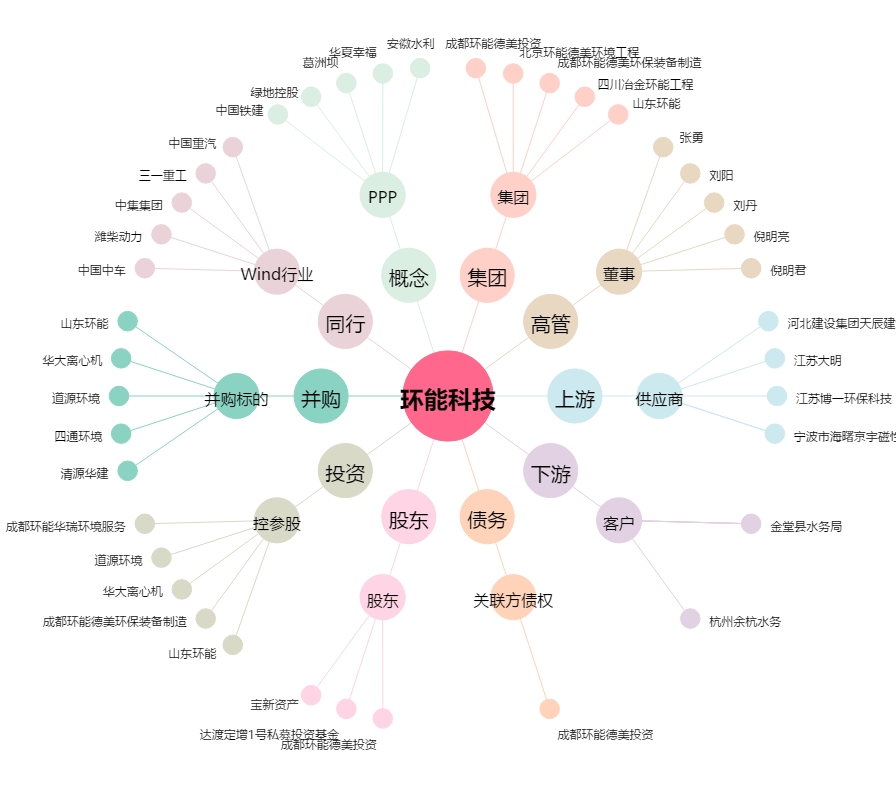 安徽水利
成都环能德美投资
华夏幸福
北京环能德美环境工程
葛洲坝
成都环能德美环保装备制造
绿地控股
四川冶金环能工程
中国铁建
山东环能
中国重汽
张勇
三一重工
刘阳
PPP
集团
中集集团
刘丹
潍柴动力
倪明亮
中国中车
Wind行业
概念
集团
董事
倪明君
山东环能
同行
高管
河北建设集团天辰建
华大离心机
江苏大明
道源环境
并购标的
并购
环能科技
上游
供应商
江苏博一环保科技
四通环境
宁波市海曙京宇磁性
清源华建
投资
下游
成都环能华瑞环境服务
控参股
股东
债务
客户
金堂县水务局
道源环境
华大离心机
股东
关联方债权
成都环能德美环保装备制造
杭州余杭水务
山东环能
宝新资产
达渡定增1号私募投资基金
成都环能德美投资
成都环能德美投资